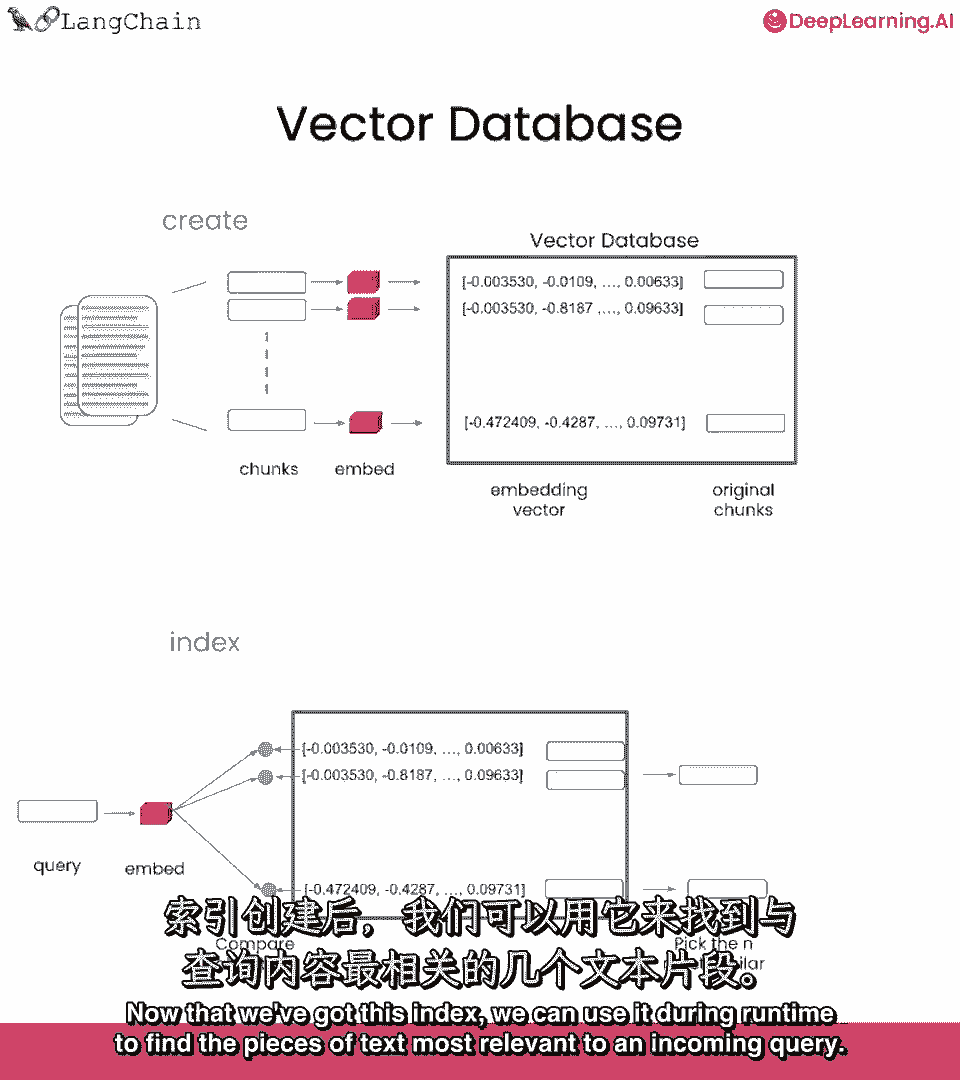 LangChain
DeepLearning.AI
Vector Database
create
Vector Database
[-0.003530, -0.0109, ...., 0.00633]
[-0.003530, -0.8187 ,...., 0.09633]
[-0.472409, -0.4287, ...., 0.09731]
chunks
embed
embedding
vector
original
chunks
index
[-0.003530, -0.0109, ...., 0.00633]
[-0.003530, -0.8187, ...., 0.09633]
query
embed
[-0.472409, -0.4287, ...., 0.09731]
Compare
Pick the n
索引创建后，我们可以用它来找到与
查询内容最相关的几个文本片段。
Now that we've got this index, we can use it during runtime
to find the pieces of text most relevant to an incoming query.